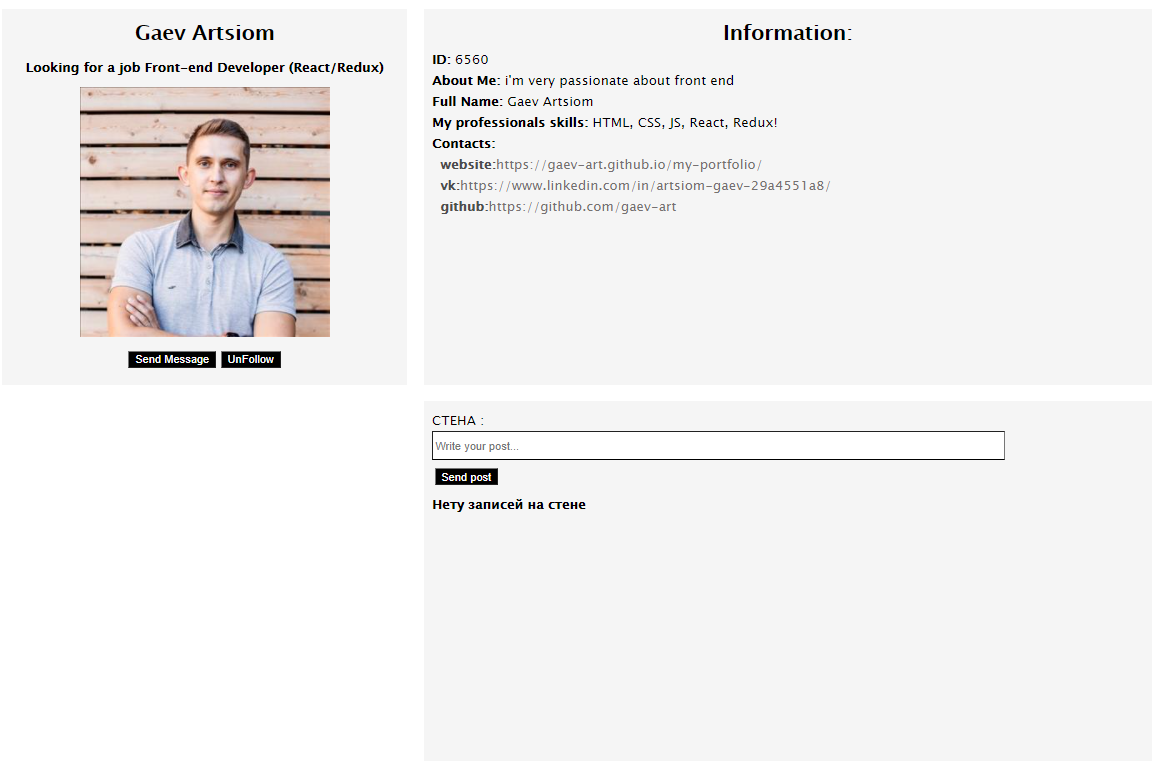 Gaev Artsiom
Looking for a job Front-end Developer (React/Redux)
Send Message UnFollow
Information:
ID: 6560
About Me: i'm very passionate about front end
Full Name: Gaev Artsiom
My professionals skills: HTML, CSS, JS, React, Redux!
Contacts:
website:https://gaev-art.github.io/my-portfolio/
vk:https://www.linkedin.com/in/artsiom-gaev-29a4551a8/
github:https://github.com/gaev-art
СТЕНА :
Write your post...
Send post
Нету записей на стене